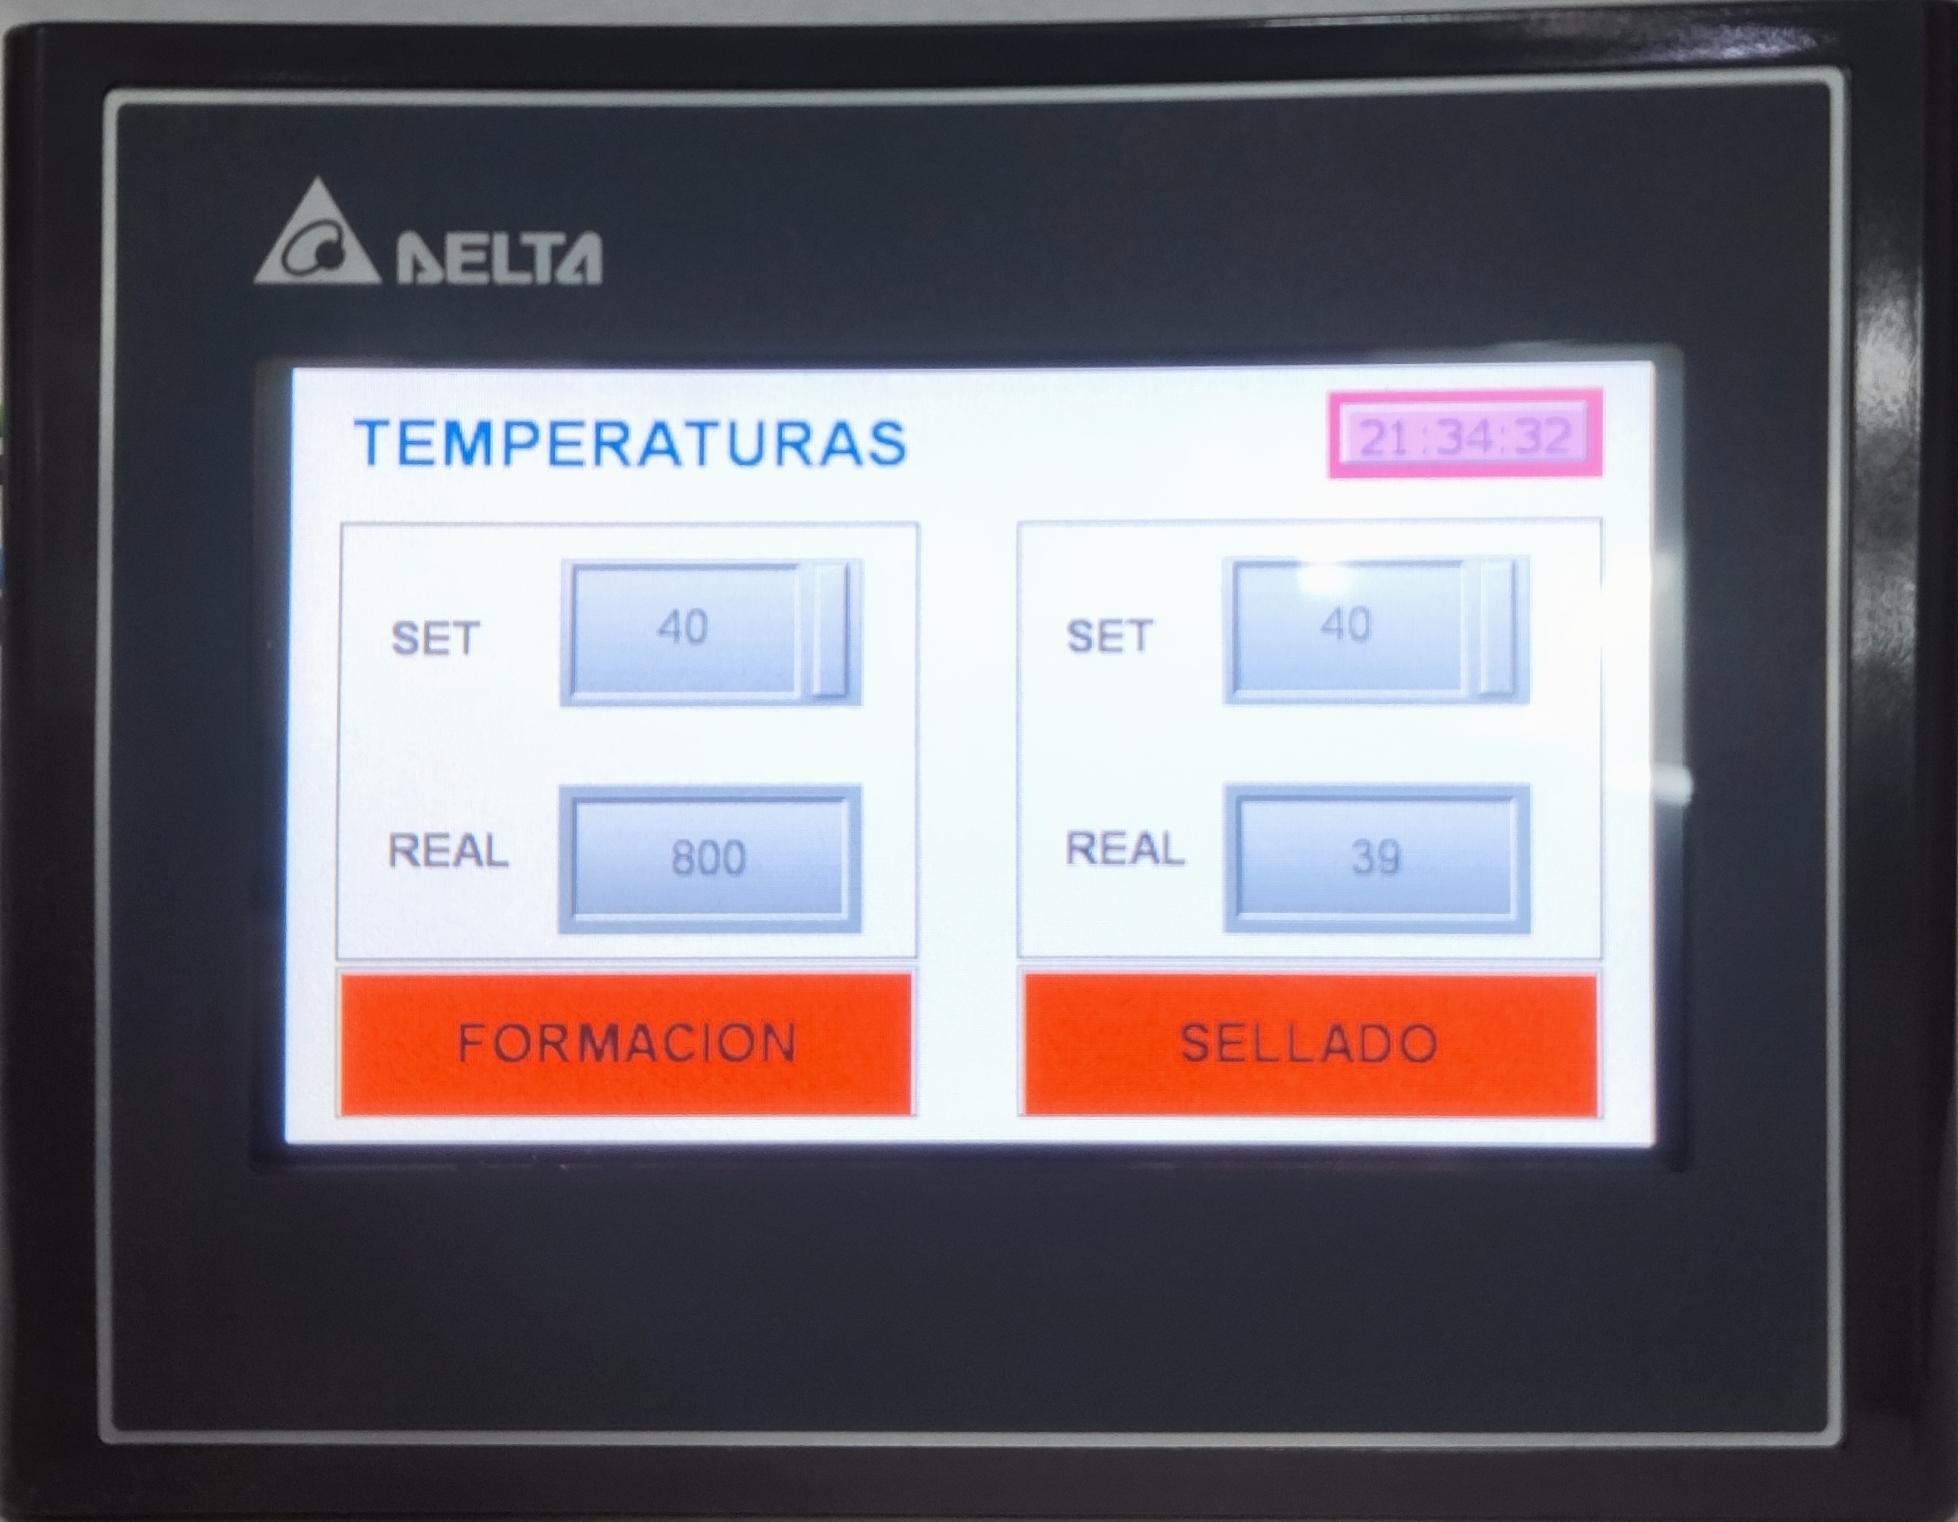 DELTA
TEMPERATURAS
21:34:32
SET 40
REAL 800
FORMACION
SET 40
REAL 39
SELLADO